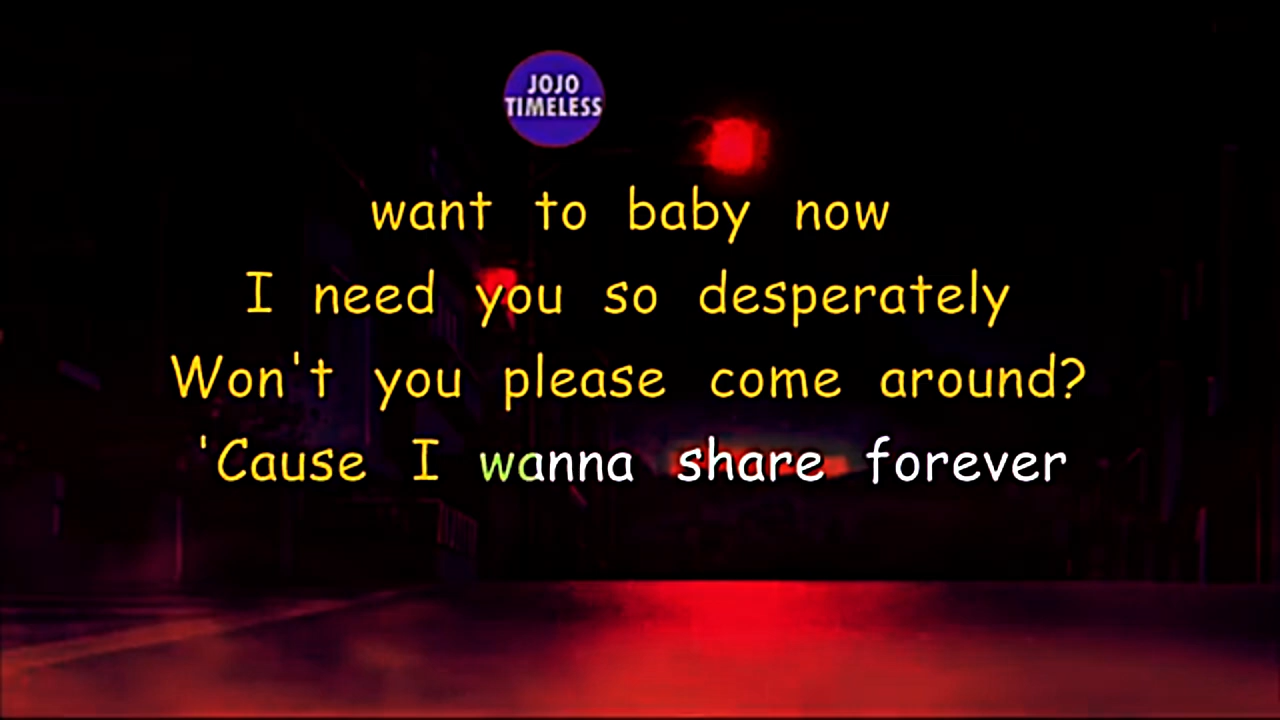 JOJO
TIMELESS
want to baby now
I need you so desperately
Won't you please come around?
'Cause I wanna share forever